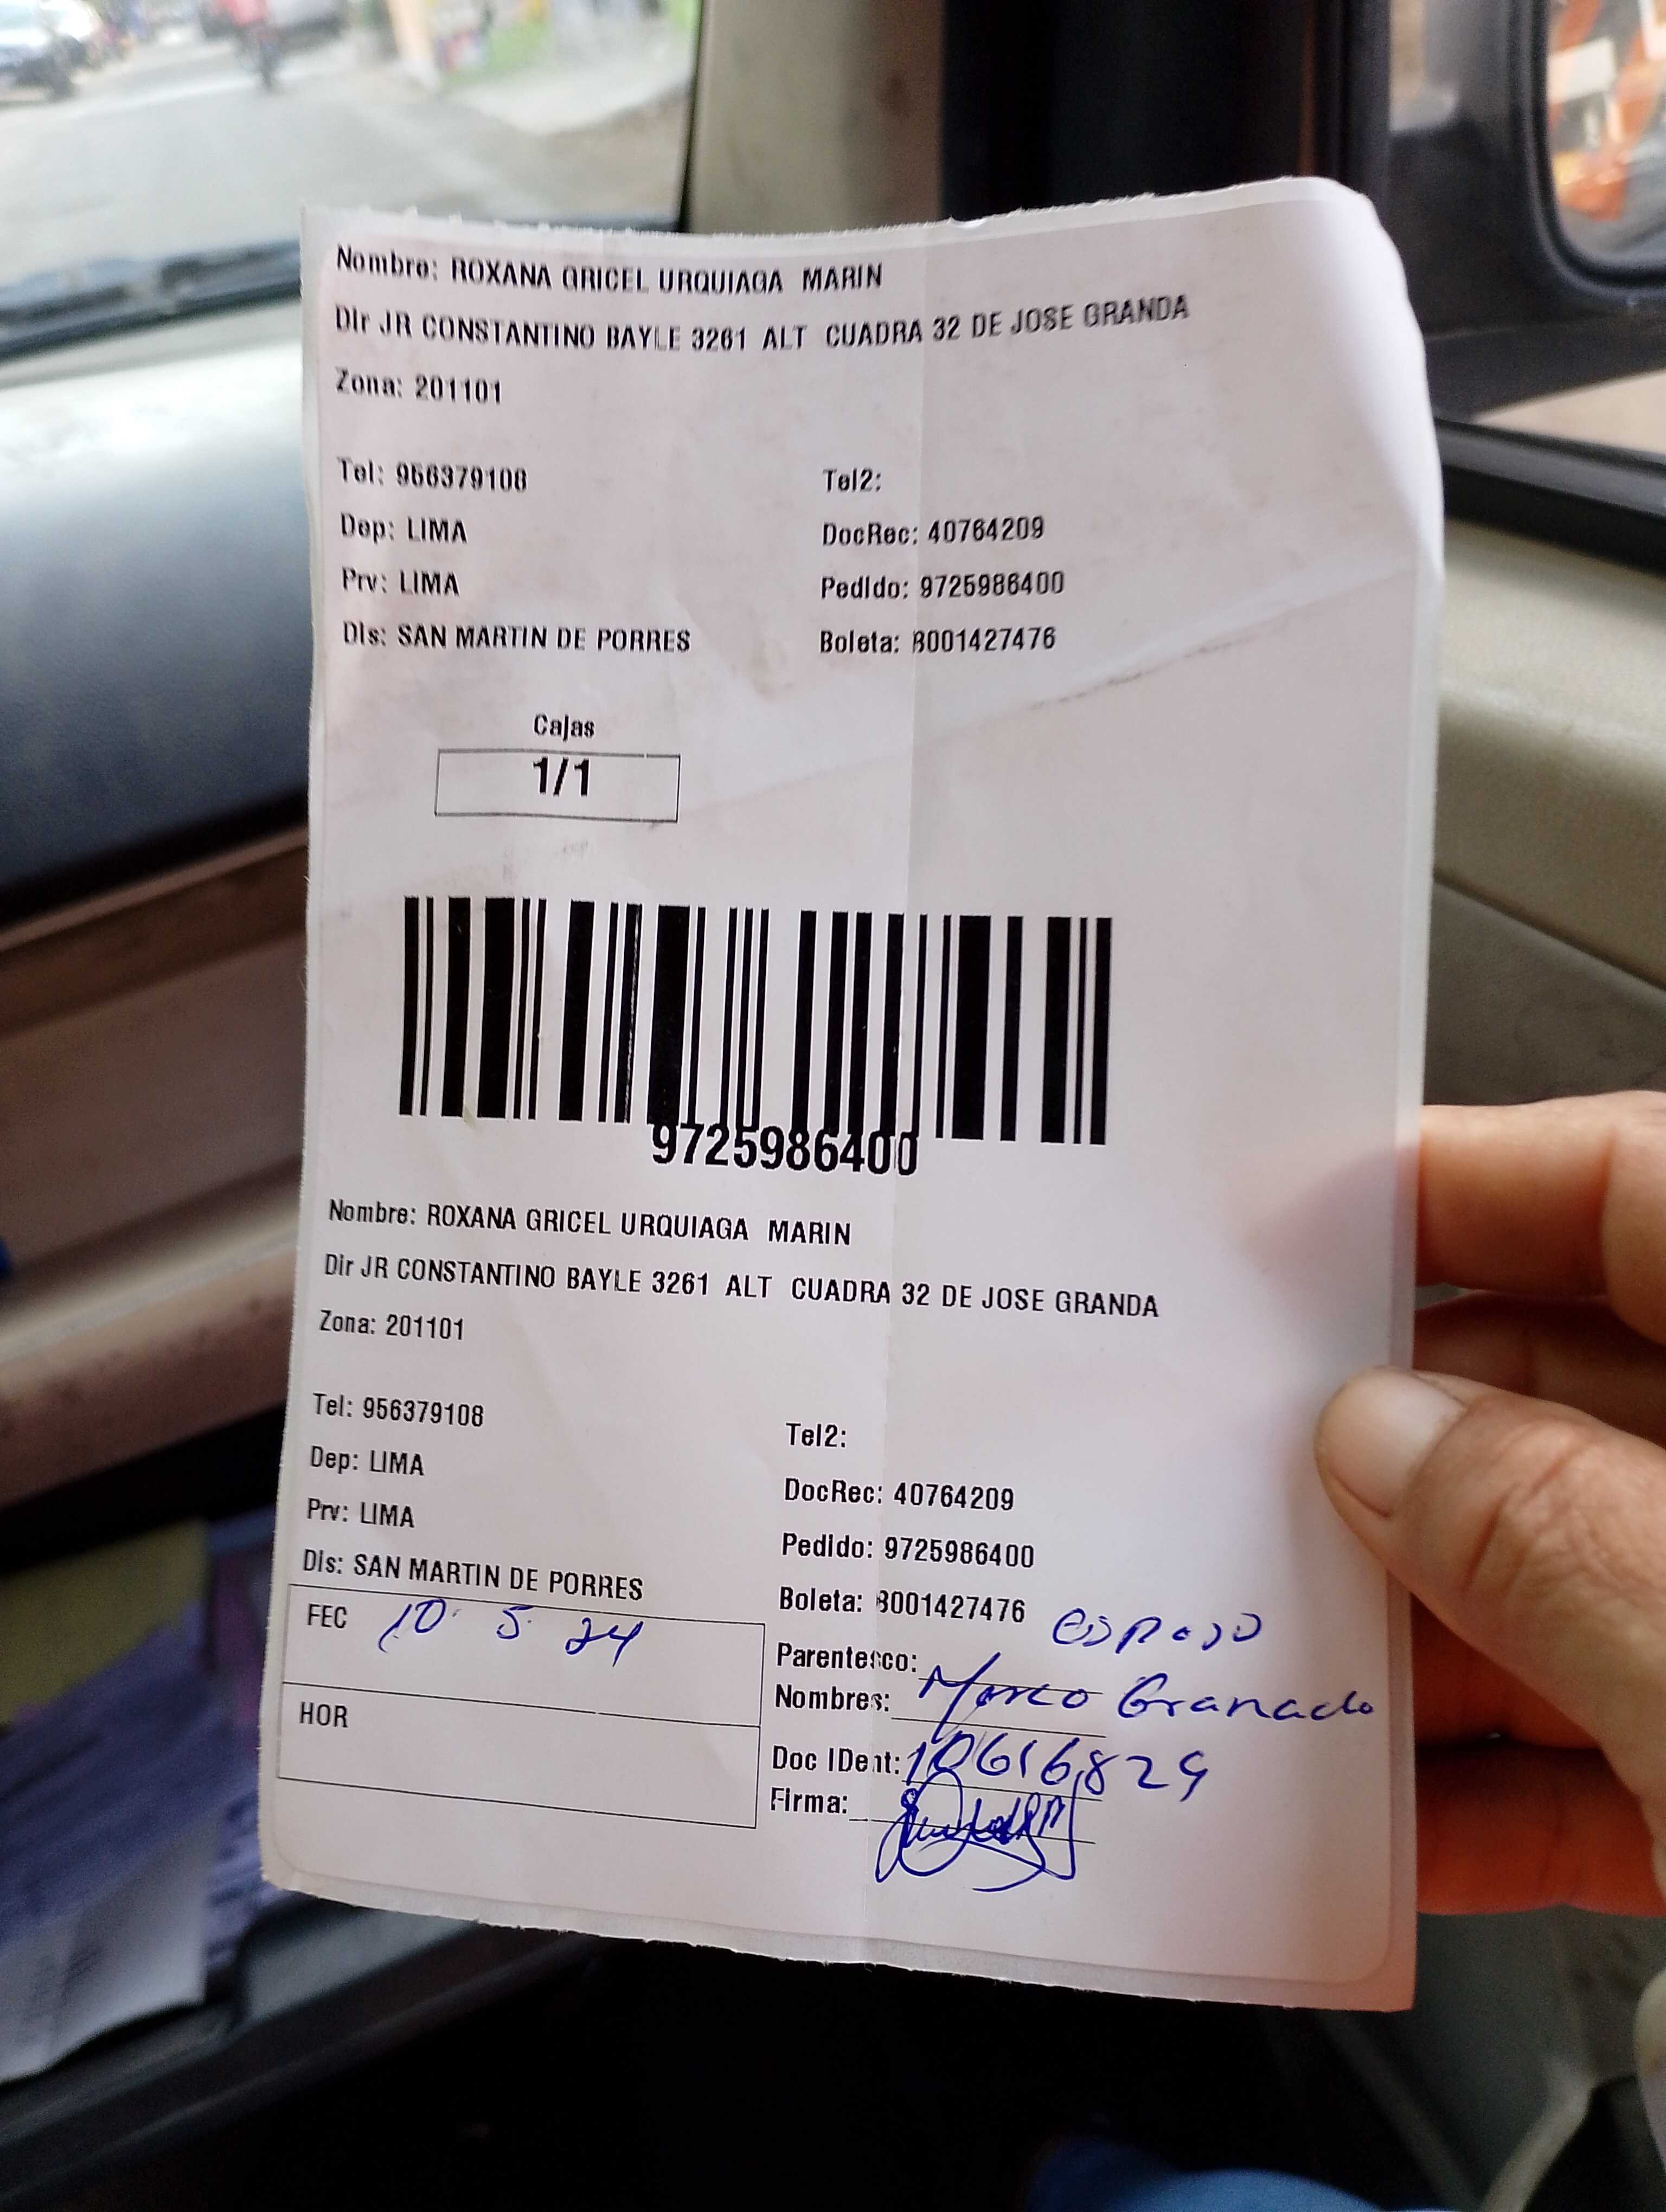 Nombre: ROXANA GRICEL URQUIAGA MARIN
Dir JR CONSTANTINO BAYLE 3261 ALT CUADRA 32 DE JOSE GRANDA
Zona: 201101
Tel: 956379108 Tel2:
Dep: LIMA DocRec: 40764209
Prv: LIMA Pedido: 9725986400
Dis: SAN MARTIN DE PORRES Boleta: B001427476
Cajas
1/1
9725986400
Nombre: ROXANA GRICEL URQUIAGA MARIN
Dir JR CONSTANTINO BAYLE 3261 ALT CUADRA 32 DE JOSE GRANDA
Zona: 201101
Tel: 956379108 Tel2:
Dep: LIMA DocRec: 40764209
Prv: LIMA Pedido: 9725986400
Dis: SAN MARTIN DE PORRES Boleta: B001427476
FEC 10. 5. 24 Parentesco: esposo
Nombres: Marco Granado
HOR Doc IDent: 10616829
Firma: